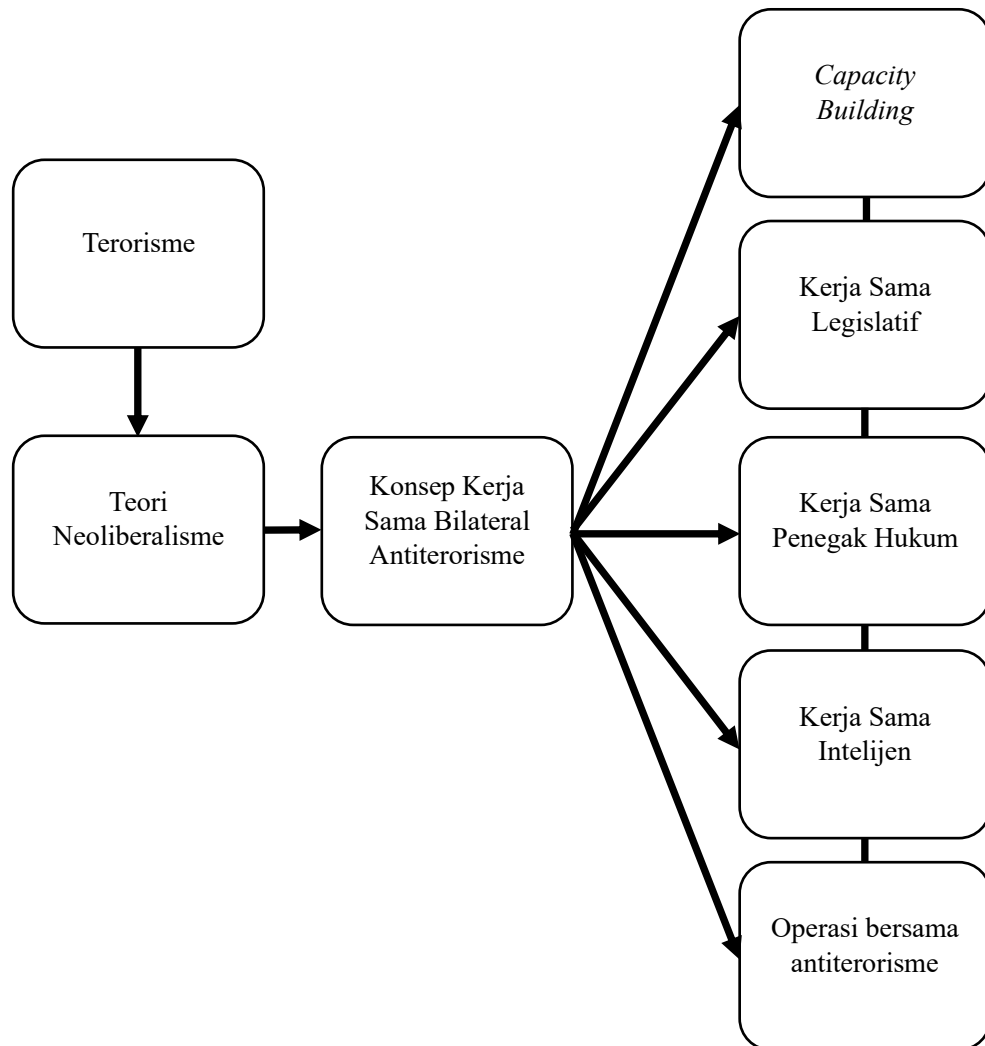 Terorisme
Teori
Neoliberalisme
Konsep Kerja
Sama Bilateral
Antiterorisme
Capacity
Building
Kerja Sama
Legislatif
Kerja Sama
Penegak Hukum
Kerja Sama
Intelijen
Operasi bersama
antiterorisme